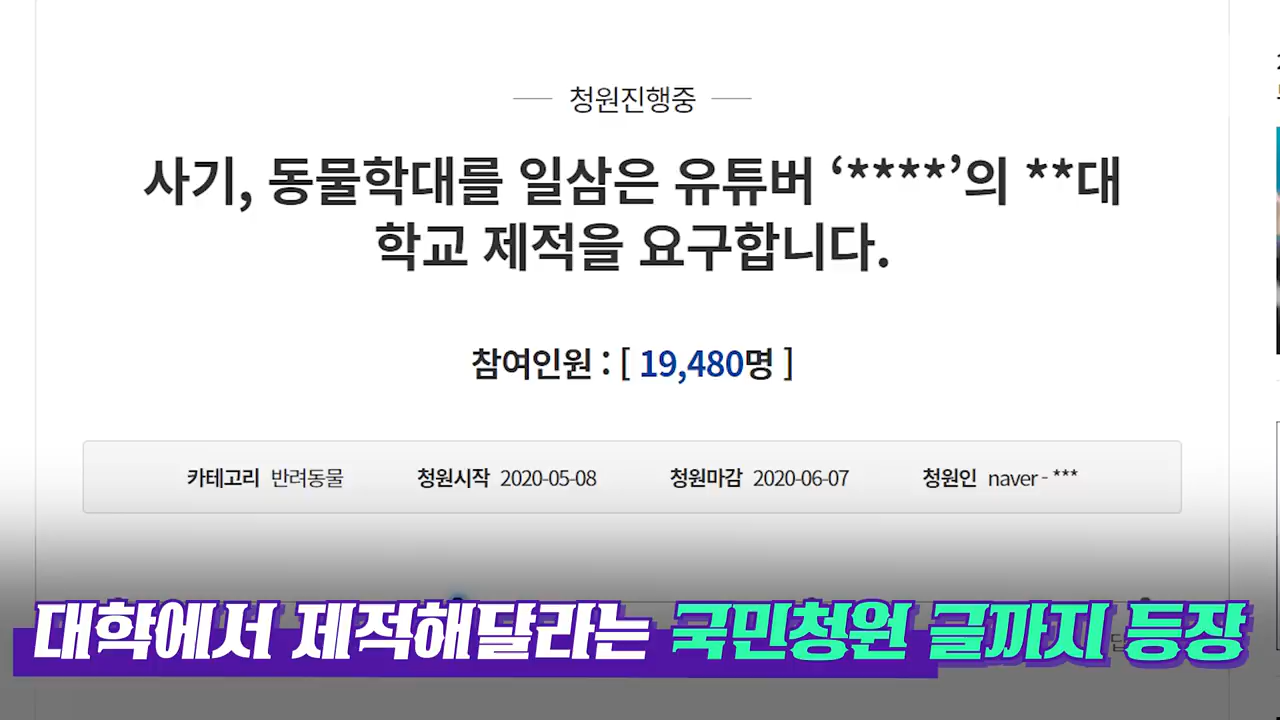 청원진행중
사기, 동물학대를 일삼은 유튜버 ‘****’의 **대
학교 제적을 요구합니다.
참여인원 : [ 19,480명 ]
카테고리 반려동물 청원시작 2020-05-08 청원마감 2020-06-07 청원인 naver - ***
대학에서 제적해달라는 국민청원 글까지 등장